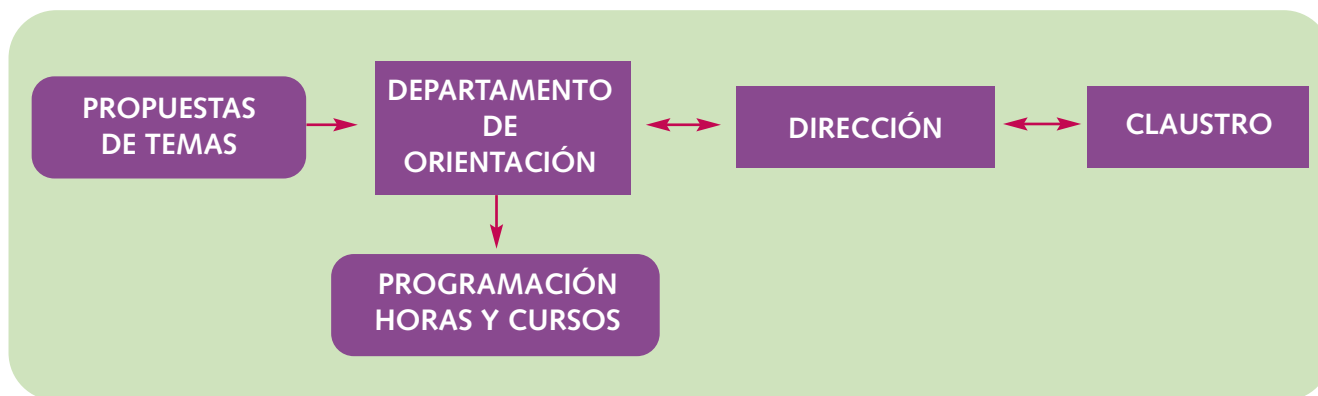 PROPUESTAS
DE TEMAS
DEPARTAMENTO
DE
ORIENTACIÓN
DIRECCIÓN
CLAUSTRO
PROGRAMACIÓN
HORAS Y CURSOS